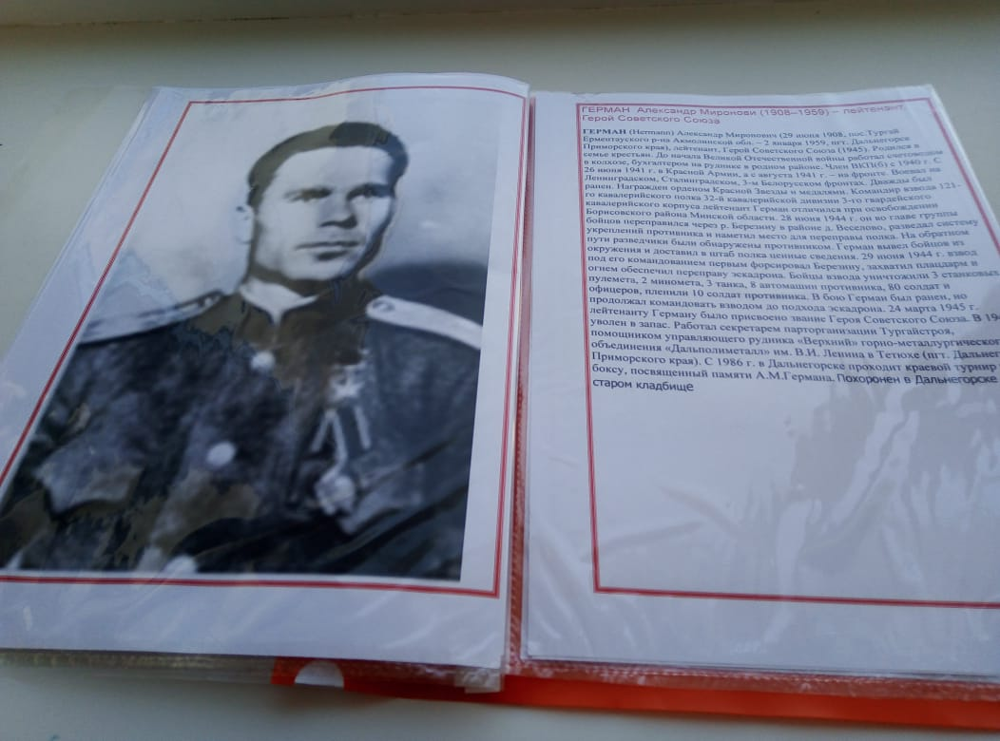 ГЕРМАН Александр Миронови (1908–1959) – лейтенант
Герой Советского Союза
ГЕРМАН (Hermann) Александр Миронович (29 июня 1908, пос.Тургай
Ерментауского р-на Акмолинской обл. – 2 января 1959, пгт. Дальнегорск
Приморского края), лейтенант, Герой Советского Союза (1945). Родился в
семье крестьян. До начала Великой Отечественной войны работал счетоводом
в колхозе, бухгалтером на руднике в родном районе. Член ВКП(б) с 1940 г. С
26 июня 1941 г. в Красной Армии, а с августа 1941 г. – на фронте. Воевал на
Ленинградском, Сталинградском, 3-м Белорусском фронтах. Дважды был
ранен. Награжден орденом Красной Звезды и медалями. Командир взвода 121-
го кавалерийского полка 32-й кавалерийской дивизии 3-го гвардейского
кавалерийского корпуса лейтенант Герман отличился при освобождении
Борисовского района Минской области. 28 июня 1944 г. он во главе группы
бойцов переправился через р. Березину в районе д. Веселово, разведал систему
укреплений противника и наметил место для переправы полка. На обратном
пути разведчики были обнаружены противником. Герман вывел бойцов из
окружения и доставил в штаб полка ценные сведения. 29 июня 1944 г. взвод
под его командованием первым форсировал Березину, захватил плацдарм и
огнем обеспечил переправу эскадрона. Бойцы взвода уничтожили 3 станковых
пулемета, 2 миномета, 3 танка, 8 автомашин противника, 80 солдат и
офицеров, пленили 10 солдат противника. В бою Герман был ранен, но
продолжал командовать взводом до подхода эскадрона. 24 марта 1945 г.
лейтенанту Герману было присвоено звание Героя Советского Союза. В
уволен в запас. Работал секретарем парторганизации Тургайстроя,
помощником управляющего рудника «Верхний» горно-металлургического
объединения «Дальполиметалл» им. В.И. Ленина в Тетюхе (пгт.
Приморского края). С 1986 г. в Дальнегорске проходит краевой турнир
боксу, посвященный памяти А.М.Германа. Похоронен в Дальнегорске
старом кладбище